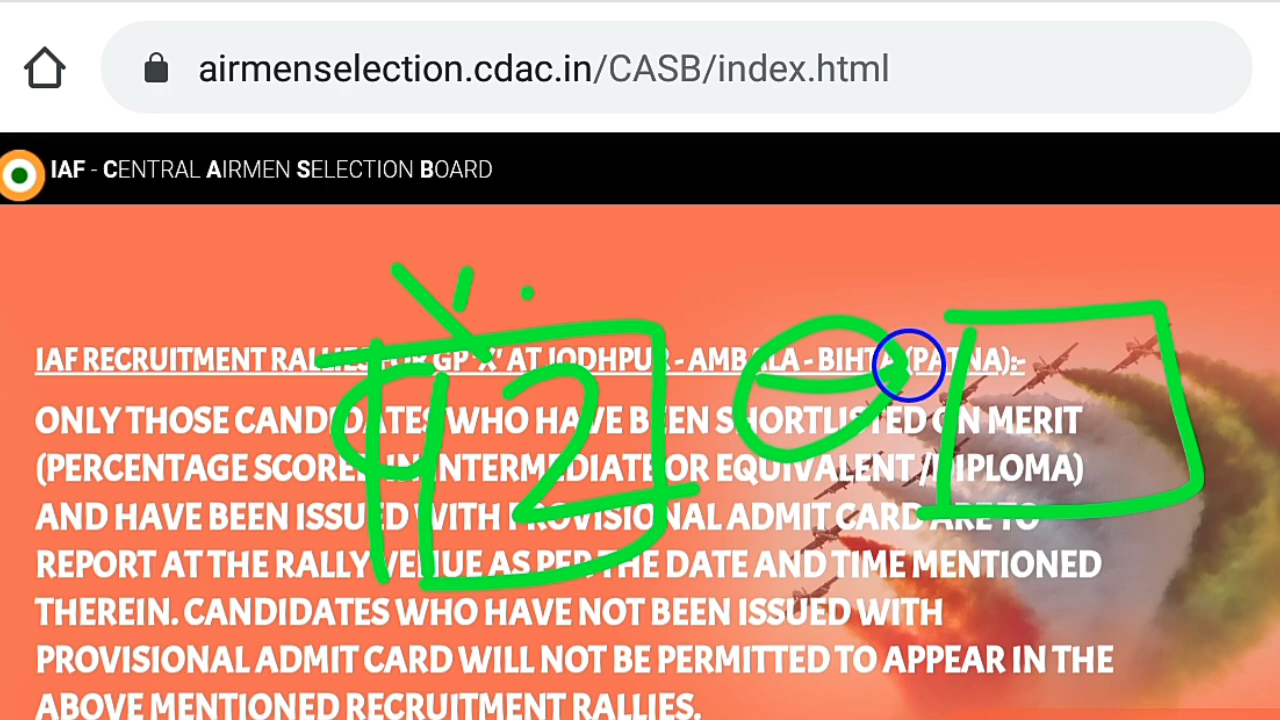 airmenselection.cdac.in/CASB/index.html
IAF - CENTRAL AIRMEN SELECTION BOARD
IAF RECRUITMENT RALLIES FOR GP 'X' AT JODHPUR - AMBALA - BIHTA (PATNA):-
ONLY THOSE CANDIDATES WHO HAVE BEEN SHORTLISTED ON MERIT
(PERCENTAGE SCORED IN INTERMEDIATE OR EQUIVALENT / DIPLOMA)
AND HAVE BEEN ISSUED WITH PROVISIONAL ADMIT CARD ARE TO
REPORT AT THE RALLY VENUE AS PER THE DATE AND TIME MENTIONED
THEREIN. CANDIDATES WHO HAVE NOT BEEN ISSUED WITH
PROVISIONAL ADMIT CARD WILL NOT BE PERMITTED TO APPEAR IN THE
ABOVE MENTIONED RECRUITMENT RALLIES.